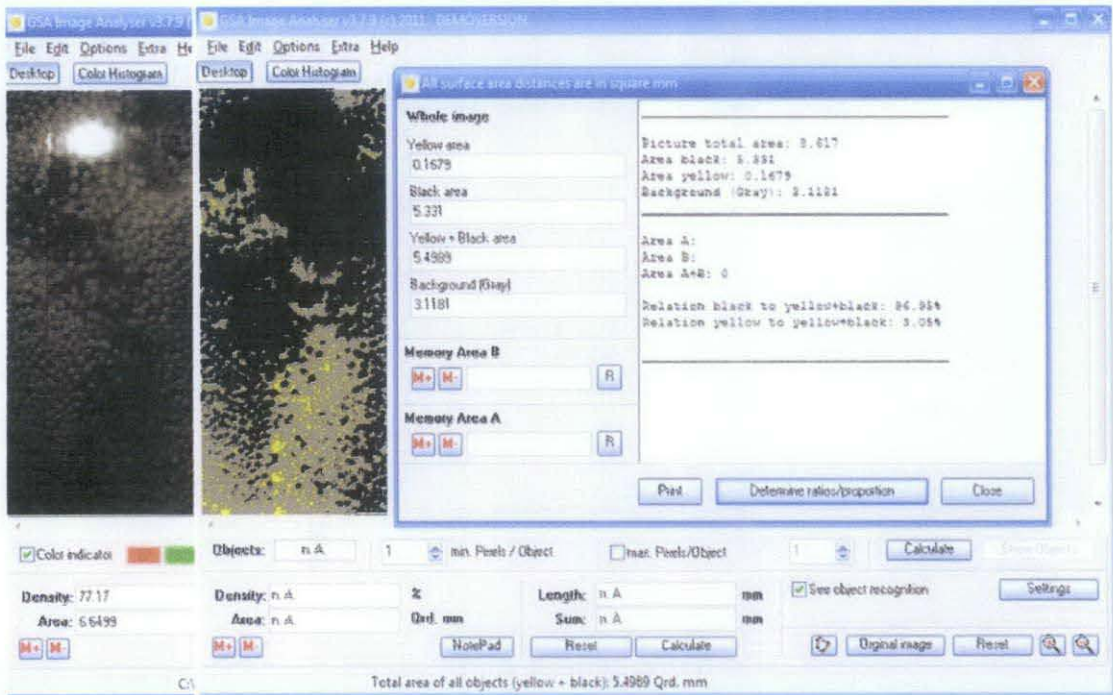 GSA Image Analyser v3.7.9 (
File Edit Options Extra He
Desktop Color Histogram
Color indicator
Density: 77.17
Area: 6.6499
M+ M-
C:\
GSA Image Analyser v3.7.9 (c) 2011: DEMOVERSION
File Edit Options Extra Help
Desktop Color Histogram
All surface area distances are in square mm
Whole image
Yellow area
0.1679
Black area
5.331
Yellow + Black area
5.4989
Background (Gray)
3.1181
Memory Area B
M+ M- R
Memory Area A
M+ M- R
Picture total area: 8.617
Area black: 5.331
Area yellow: 0.1679
Background (Gray): 3.1181
Area A:
Area B:
Area A+B: 0
Relation black to yellow+black: 96.95%
Relation yellow to yellow+black: 3.05%
Print Determine ratios/proportion Close
Objects: n.A. 1 min. Pixels / Object max. Pixels/Object 1 Calculate Show Objects
Density: n.A. % Length: n.A. mm See object recognition Settings
Area: n.A. Qrd. mm Sum: n.A. mm
M+ M- NotePad Reset Calculate Orginal image Reset
Total area of all objects (yellow + black): 5.4989 Qrd. mm